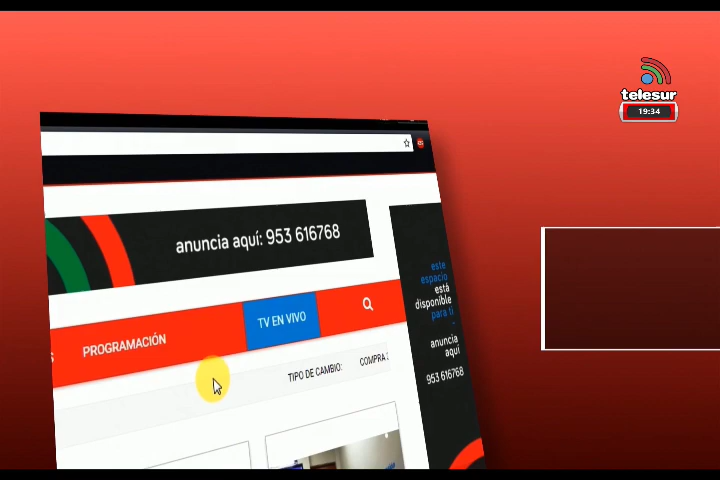 telesur
19:34
anuncia aquí: 953 616768
PROGRAMACIÓN
TV EN VIVO
TIPO DE CAMBIO:
COMPRA
este
espacio
está
disponible
para ti
anuncia
aquí
953 616768